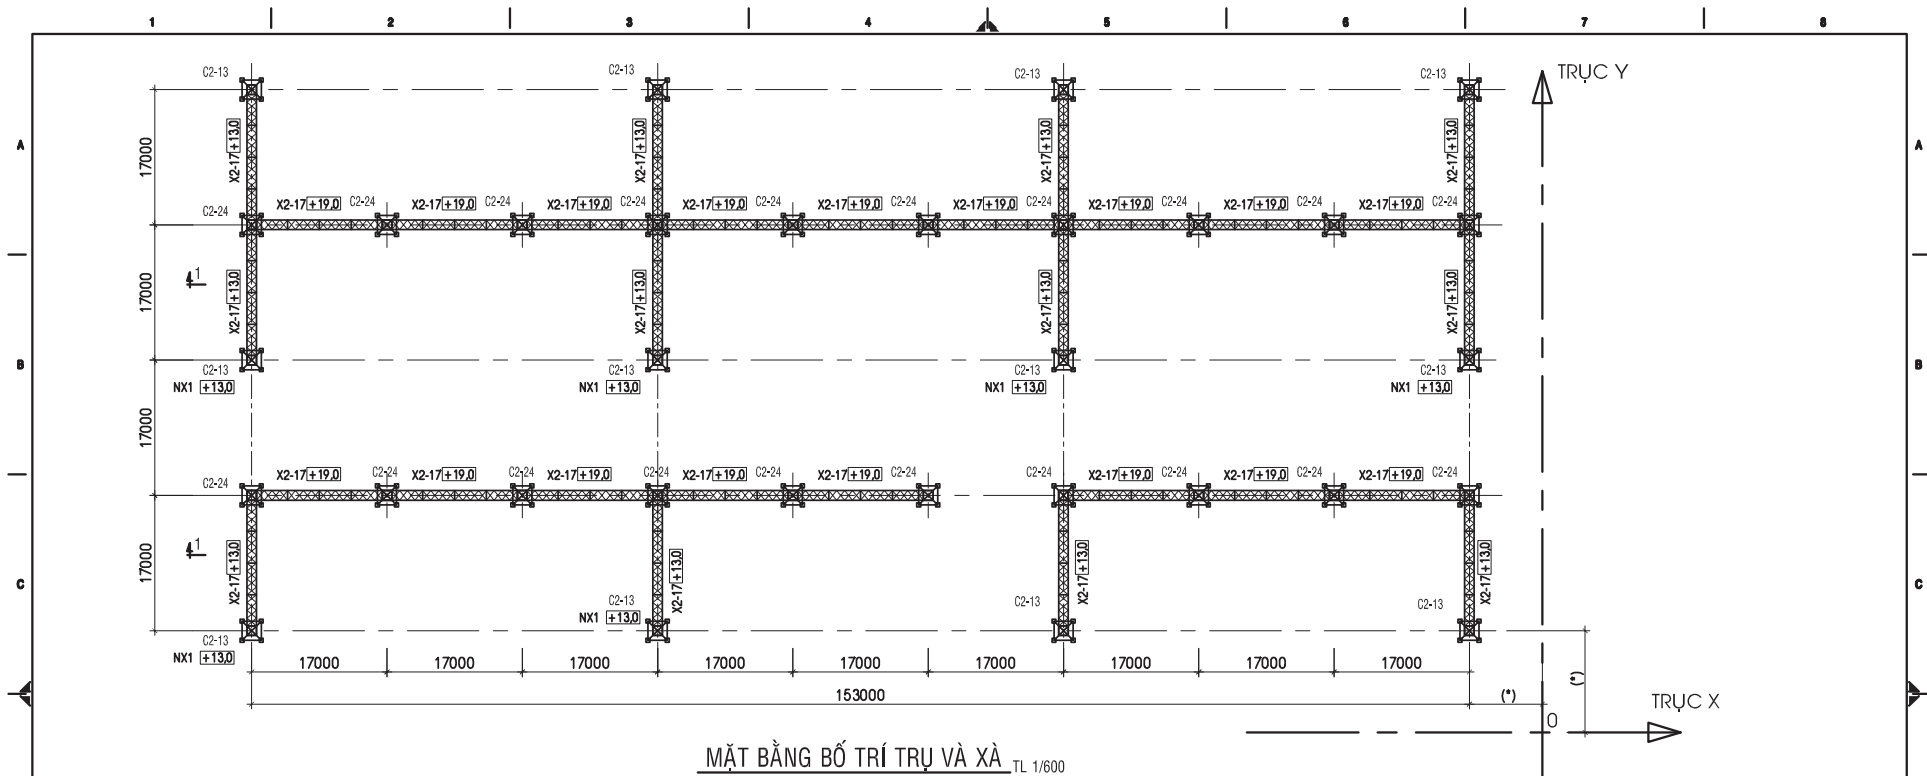 1 2 3 4 5 6 7 8
C2-13 C2-13 C2-13 C2-13 TRỤC Y
A A
17000 X2-17 +13,0 X2-17 +13,0 X2-17 +13,0 X2-17 +13,0
X2-17 +19,0 C2-24 X2-17 +19,0 C2-24 X2-17 +19,0 C2-24 X2-17 +19,0 C2-24 X2-17 +19,0 C2-24 X2-17 +19,0 C2-24 X2-17 +19,0 C2-24 X2-17 +19,0 C2-24 X2-17 +19,0 C2-24
C2-24
17000 1 X2-17 +13,0 X2-17 +13,0 X2-17 +13,0 X2-17 +13,0
B B
C2-13 C2-13 C2-13 C2-13
NX1 +13,0 NX1 +13,0 NX1 +13,0 NX1 +13,0
17000
X2-17 +19,0 C2-24 X2-17 +19,0 C2-24 X2-17 +19,0 C2-24 X2-17 +19,0 C2-24 X2-17 +19,0 C2-24 C2-24 X2-17 +19,0 C2-24 X2-17 +19,0 C2-24 X2-17 +19,0 C2-24
C2-24
17000 1 X2-17 +13,0 X2-17 +13,0 X2-17 +13,0 X2-17 +13,0
C C
C2-13 C2-13 C2-13
NX1 +13,0
C2-13
NX1 +13,0
17000 17000 17000 17000 17000 17000 17000 17000 17000
153000 (*) (*)
TRỤC X
O
MẶT BẰNG BỐ TRÍ TRỤ VÀ XÀ TL 1/600